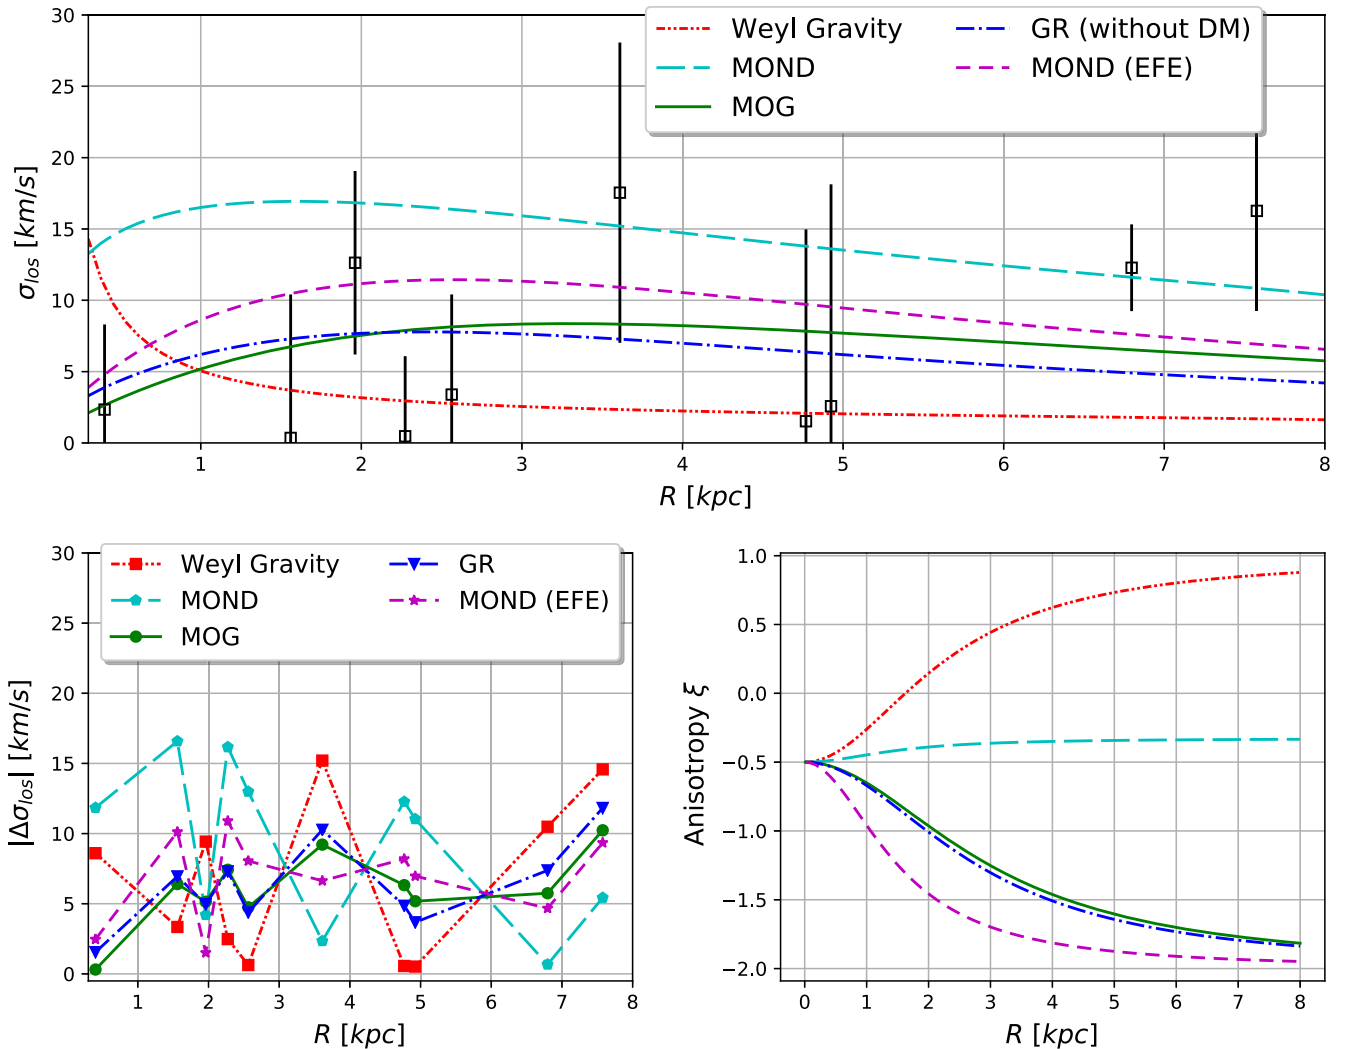 30
25
20
15
10
5
0
σlos [km/s]
Weyl Gravity
MOND
MOG
GR (without DM)
MOND (EFE)
1 2 3 4 5 6 7 8
R [kpc]
30
25
20
15
10
5
0
|Δσlos| [km/s]
Weyl Gravity
MOND
MOG
GR
MOND (EFE)
1 2 3 4 5 6 7 8
R [kpc]
1.0
0.5
0.0
−0.5
−1.0
−1.5
−2.0
Anisotropy ξ
0 1 2 3 4 5 6 7 8
R [kpc]